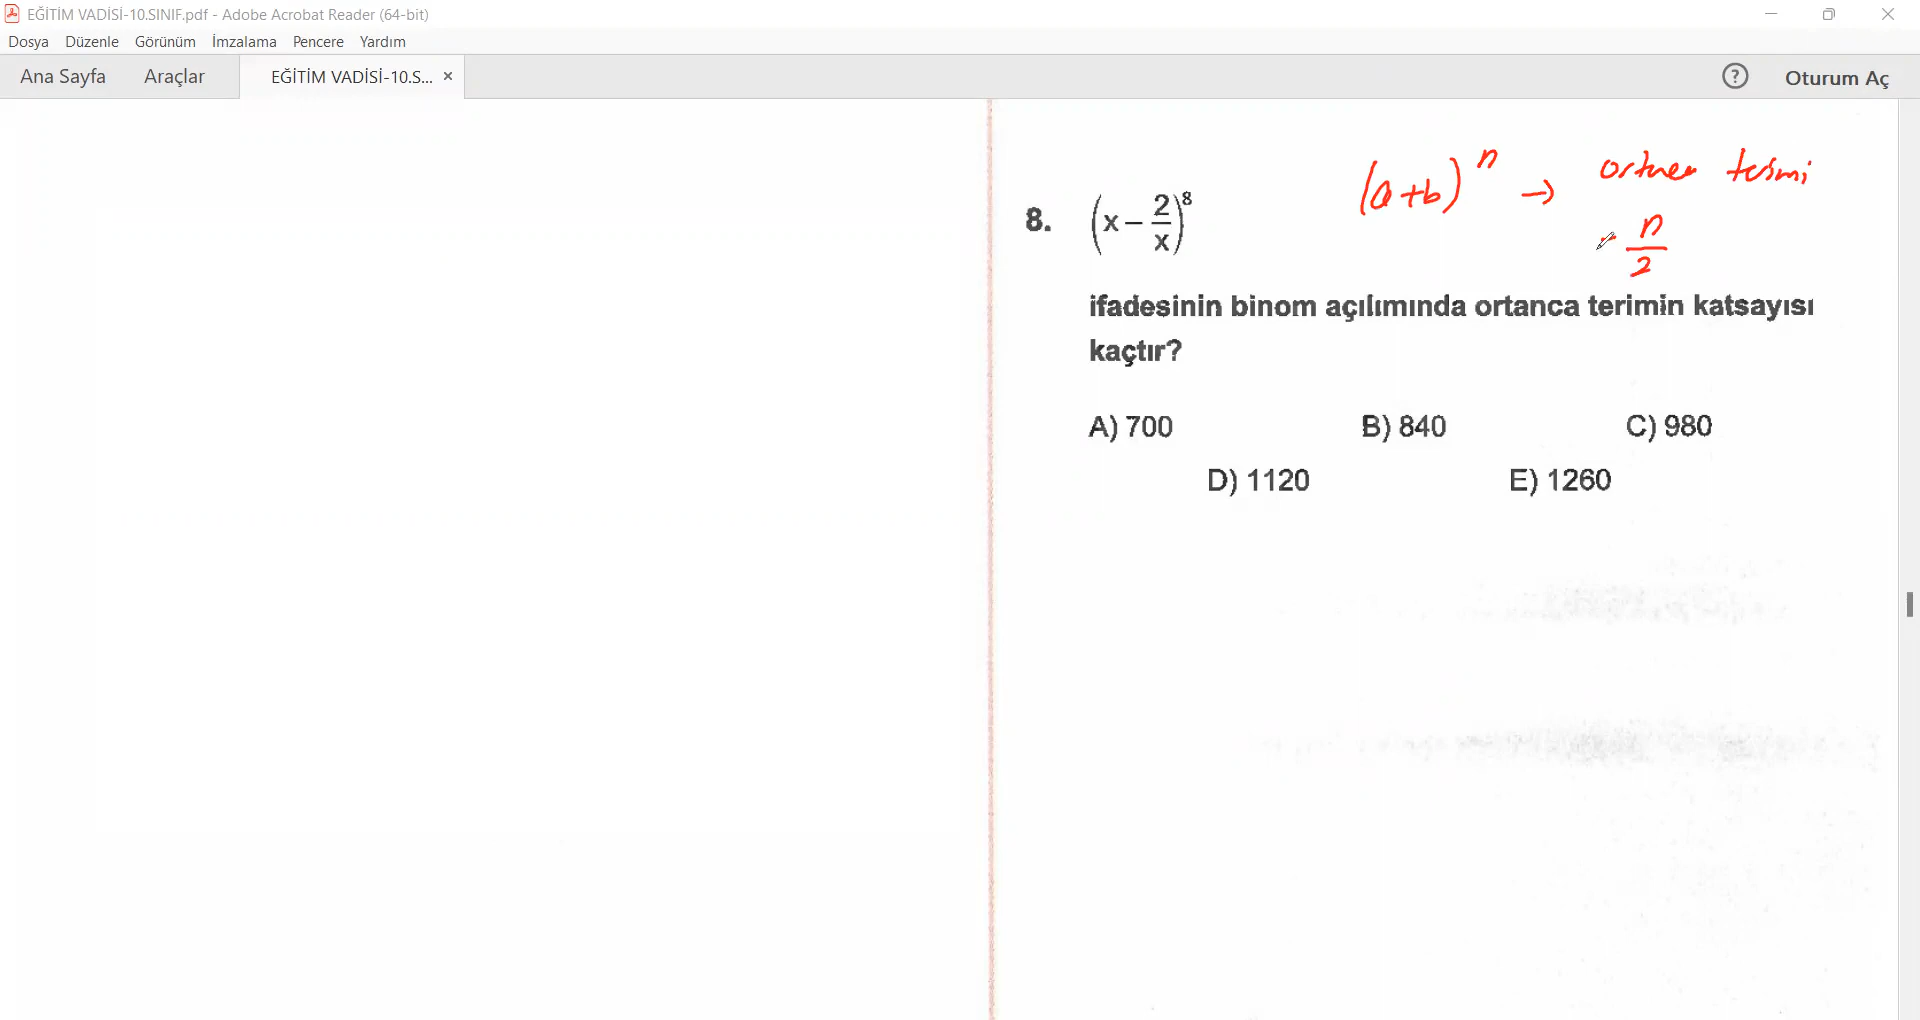 EĞİTİM VADİSİ-10.SINIF.pdf - Adobe Acrobat Reader (64-bit)
Dosya Düzenle Görünüm İmzalama Pencere Yardım
Ana Sayfa Araçlar EĞİTİM VADİSİ-10.S... × ? Oturum Aç
(a+b)^n → ortanca terimi
n/2
8. (x - 2/x)^8
ifadesinin binom açılımında ortanca terimin katsayısı
kaçtır?
A) 700 B) 840 C) 980
D) 1120 E) 1260